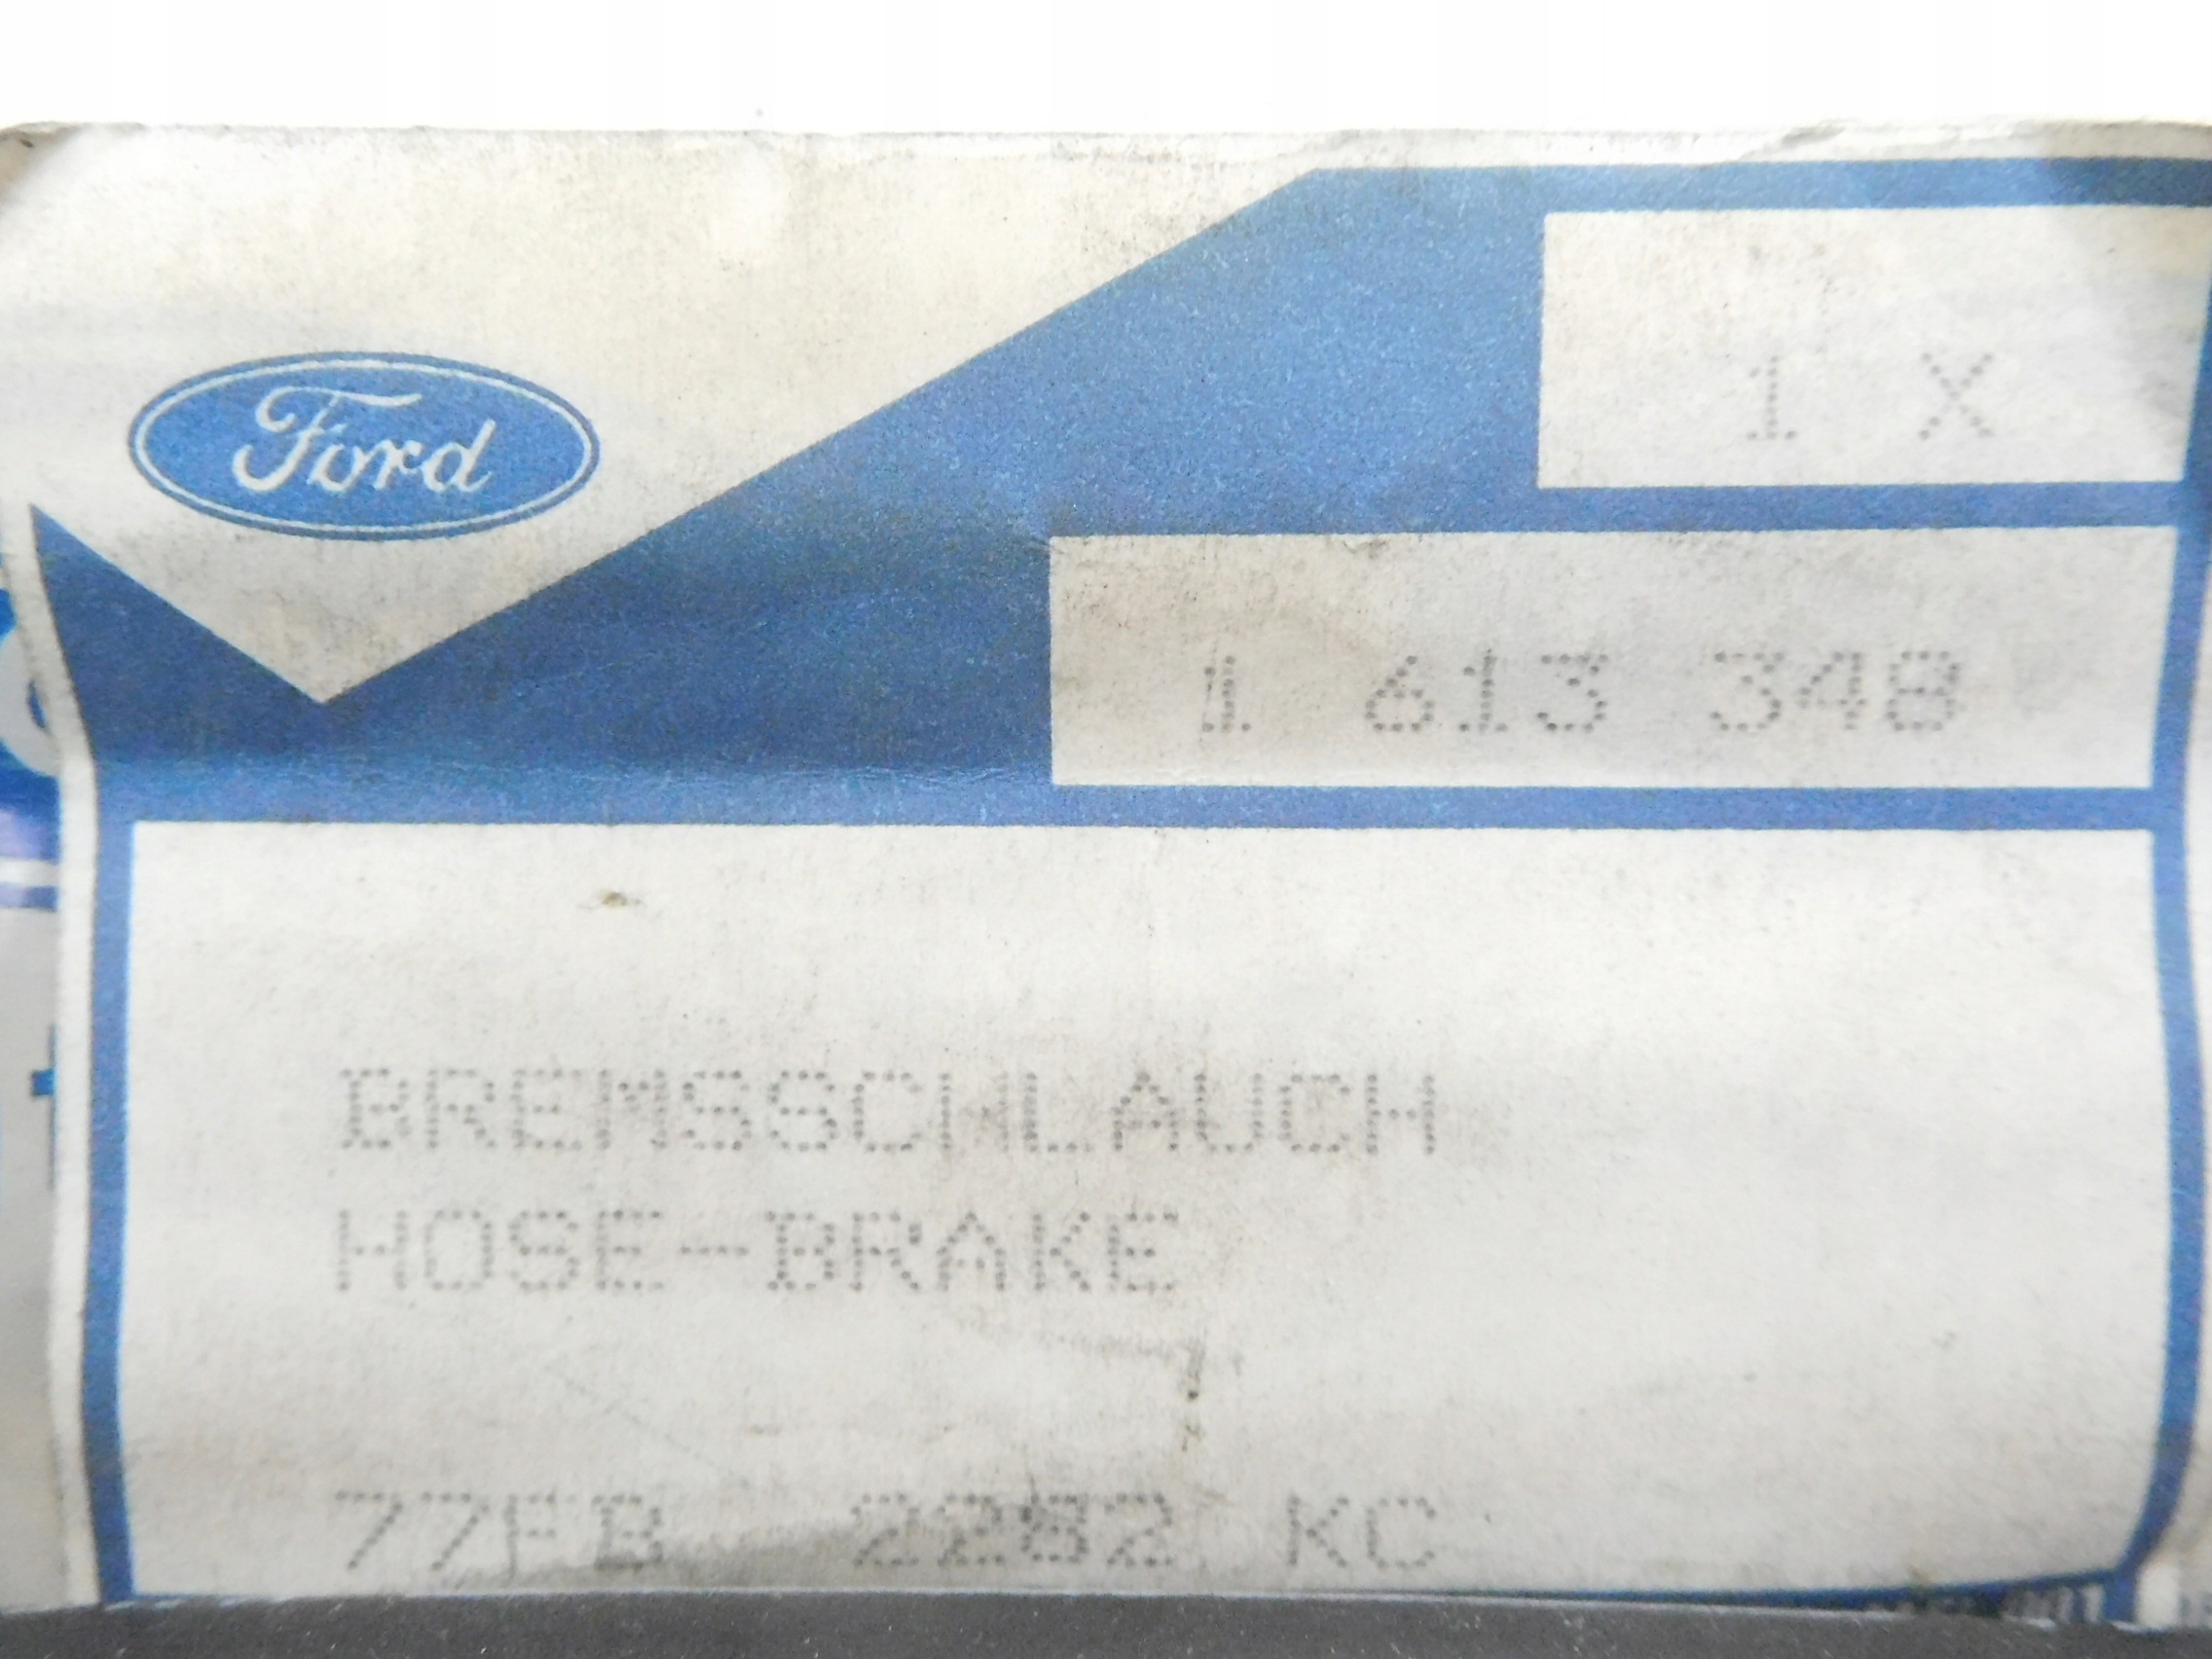 Ford
1 X
1 613 348
BREMSSCHLAUCH
HOSE-BRAKE
77FB 2282 KC